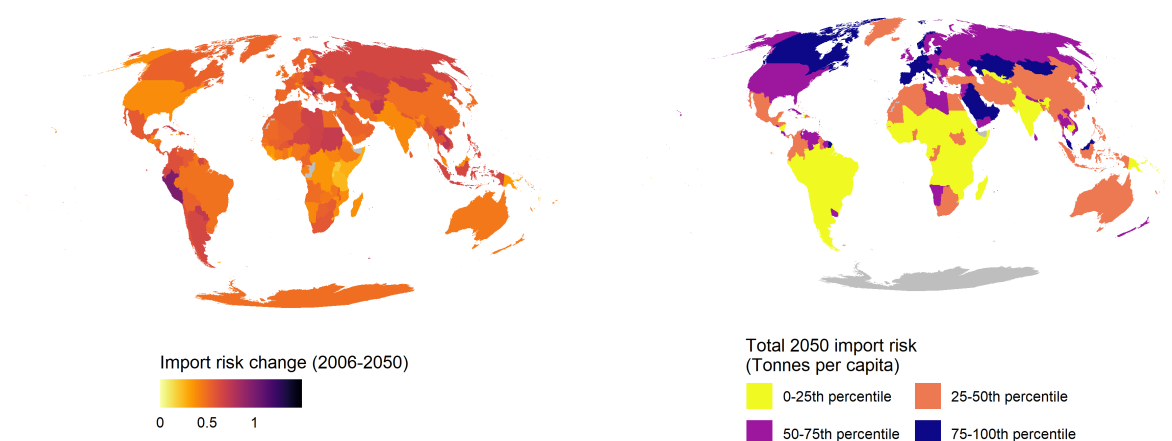 Import risk change (2006-2050)
0 0.5 1
Total 2050 import risk
(Tonnes per capita)
0-25th percentile 25-50th percentile
50-75th percentile 75-100th percentile